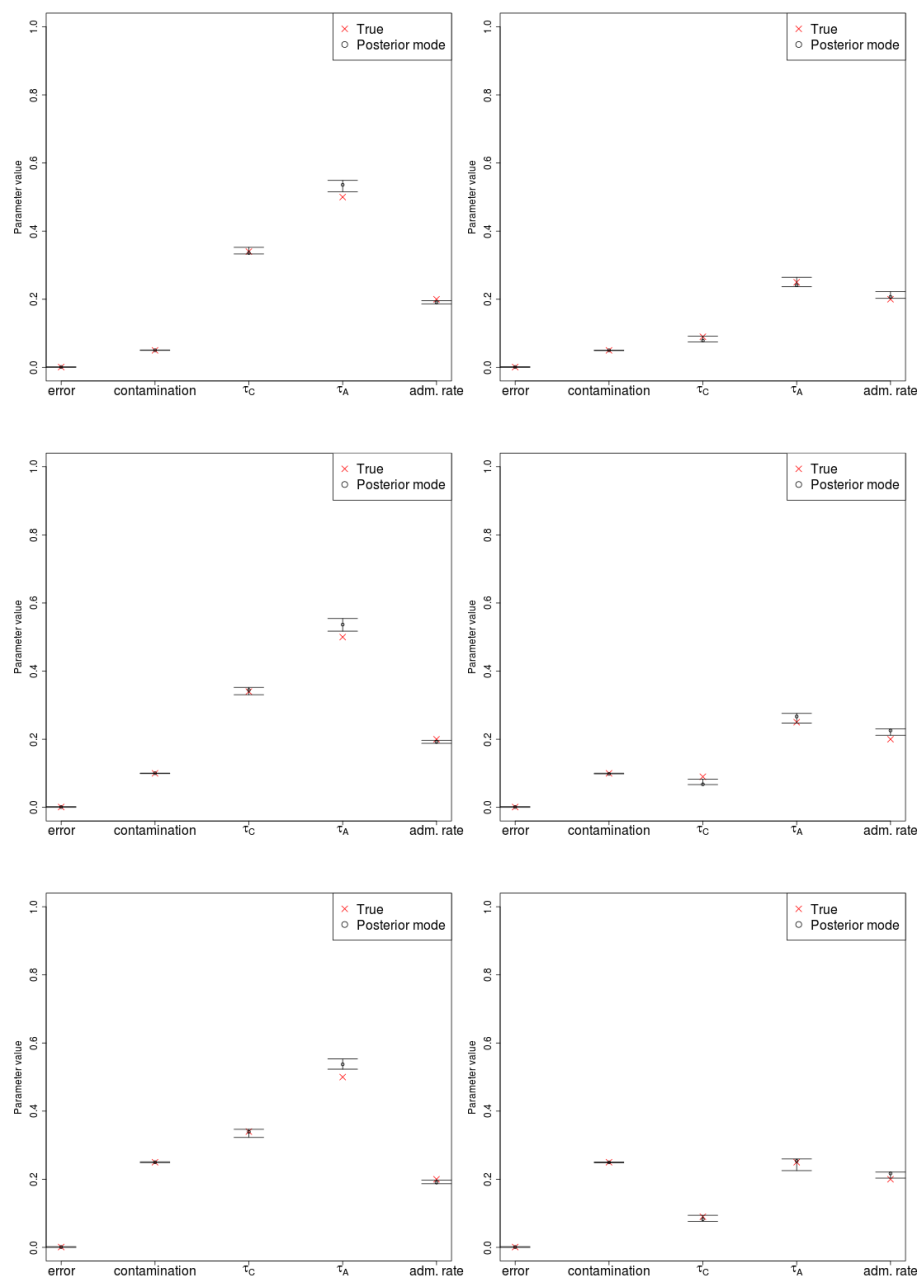 True
Posterior mode
Parameter value
1.0
0.8
0.6
0.4
0.2
0.0
error contamination τC τA adm. rate
True
Posterior mode
Parameter value
1.0
0.8
0.6
0.4
0.2
0.0
error contamination τC τA adm. rate
True
Posterior mode
Parameter value
1.0
0.8
0.6
0.4
0.2
0.0
error contamination τC τA adm. rate
True
Posterior mode
Parameter value
1.0
0.8
0.6
0.4
0.2
0.0
error contamination τC τA adm. rate
True
Posterior mode
Parameter value
1.0
0.8
0.6
0.4
0.2
0.0
error contamination τC τA adm. rate
True
Posterior mode
Parameter value
1.0
0.8
0.6
0.4
0.2
0.0
error contamination τC τA adm. rate